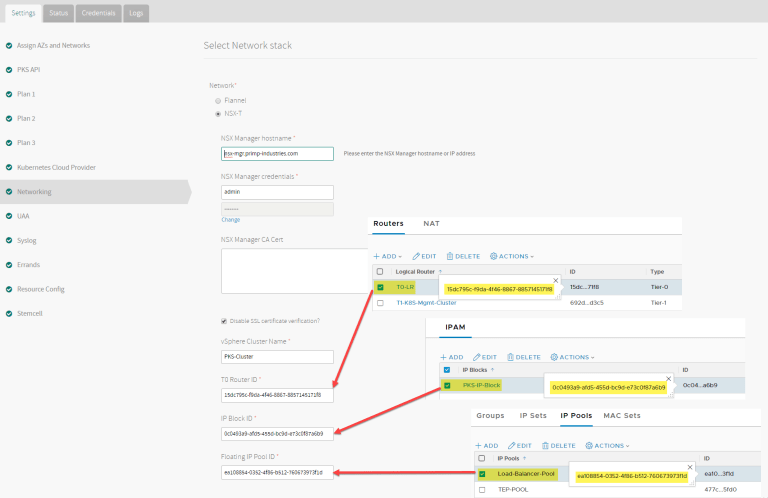 Settings
Status
Credentials
Logs
Assign AZs and Networks
PKS API
Plan 1
Plan 2
Plan 3
Kubernetes Cloud Provider
Networking
UAA
Syslog
Errands
Resource Config
Stemcell
Select Network stack
Network*
Flannel
NSX-T
NSX Manager hostname *
nsx-mgr.primp-industries.com
Please enter the NSX Manager hostname or IP address
NSX Manager credentials *
admin
Change
NSX Manager CA Cert
Disable SSL certificate verification?
vSphere Cluster Name *
PKS-Cluster
T0 Router ID *
15dc795c-f9da-4f46-8867-8857145171f8
IP Block ID *
0c0493a9-afd5-455d-bc9d-e73c0f87a6b9
Floating IP Pool ID *
ea108854-0352-4f86-b512-760673973f1d
Routers NAT
+ ADD EDIT DELETE ACTIONS
Logical Router ↑ ID Type
T0-LR 15dc795c-f9da-4f46-8867-8857145171f8 15dc...71f8 Tier-0
T1-K8S-Mgmt-Cluster 692d...d3c5 Tier-1
IPAM
+ ADD EDIT DELETE ACTIONS
IP Blocks ↑ ID
PKS-IP-Block 0c0493a9-afd5-455d-bc9d-e73c0f87a6b9 0c04...a6b9
Groups IP Sets IP Pools MAC Sets
+ ADD EDIT DELETE ACTIONS
IP Pools ↑ ID
Load-Balancer-Pool ea108854-0352-4f86-b512-760673973f1d ea10...3f1d
TEP-POOL 477c...5fd0